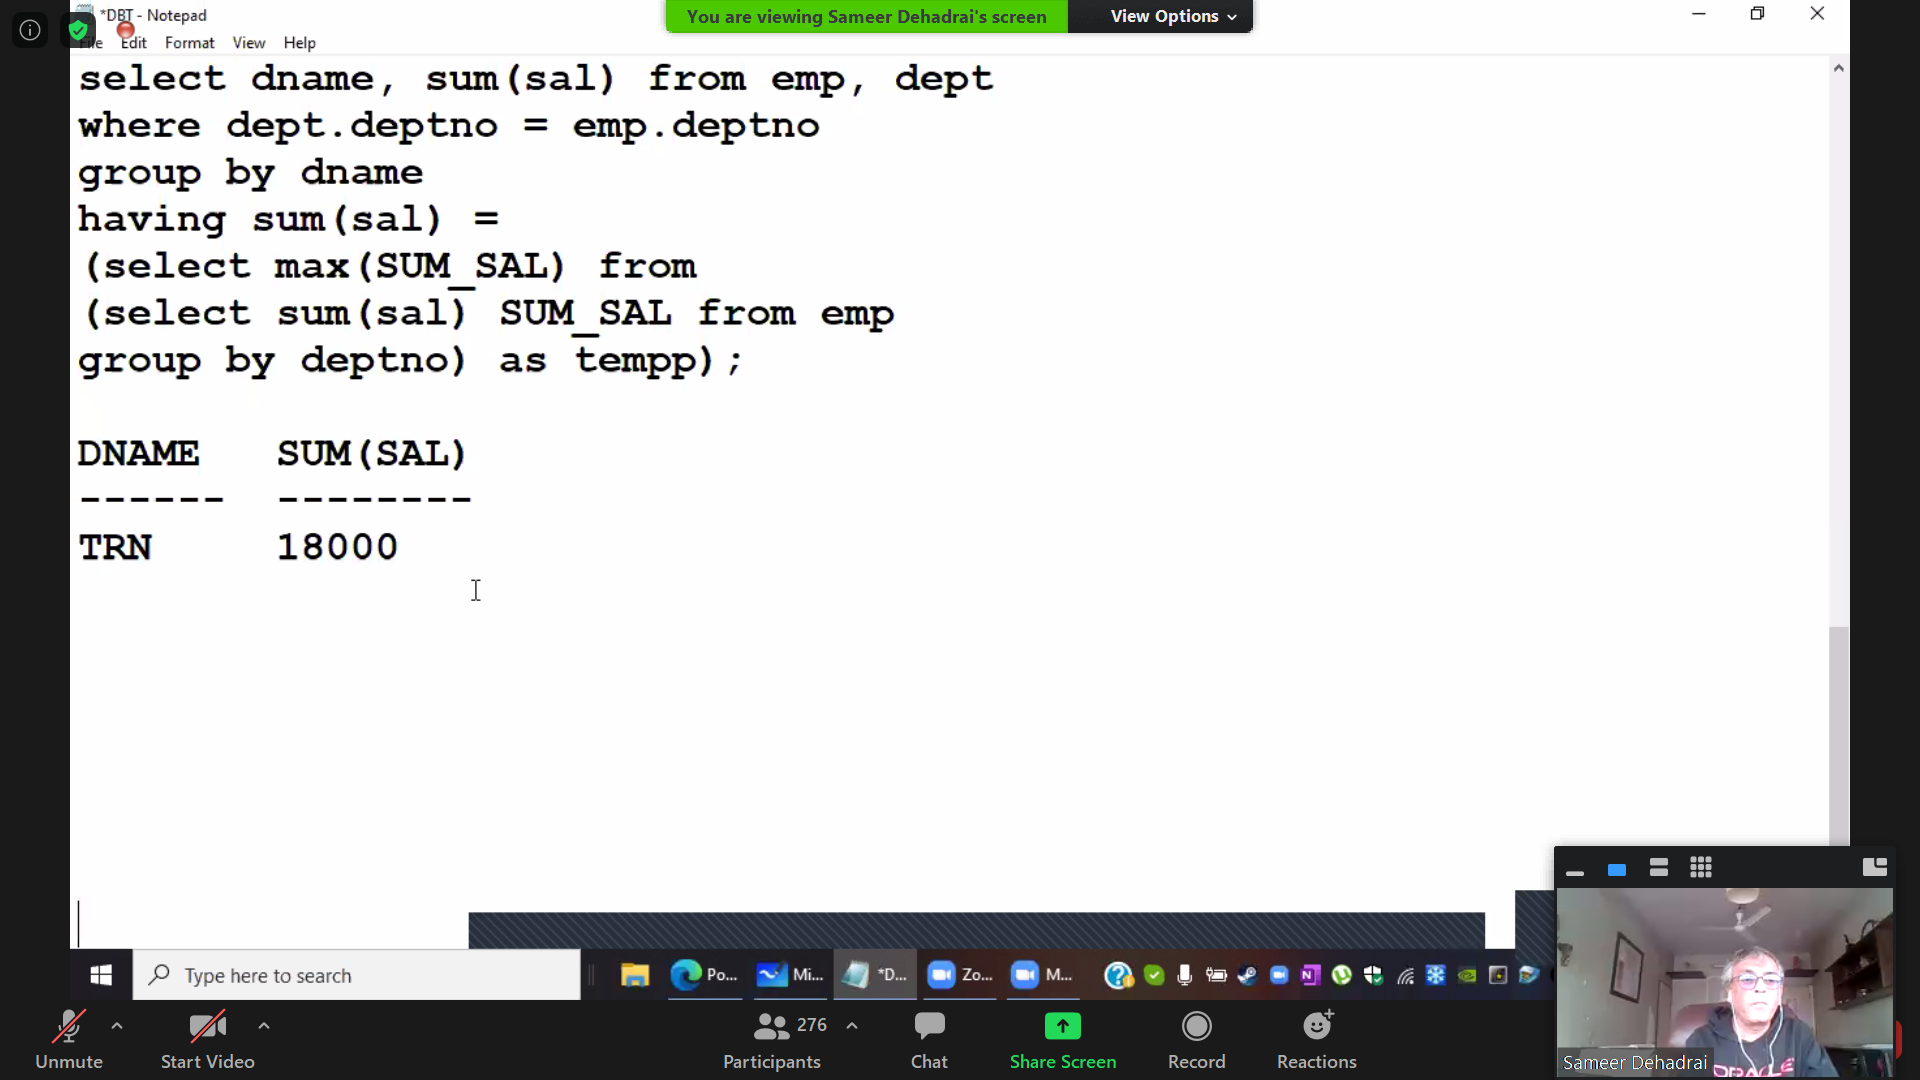 *DBT - Notepad
You are viewing Sameer Dehadrai's screen
View Options
File Edit Format View Help
select dname, sum(sal) from emp, dept
where dept.deptno = emp.deptno
group by dname
having sum(sal) =
(select max(SUM_SAL) from
(select sum(sal) SUM_SAL from emp
group by deptno) as tempp);
DNAME SUM(SAL)
------ --------
TRN 18000
Type here to search
Po...
Mi...
*D...
Zo...
M...
Unmute
Start Video
276
Participants
Chat
Share Screen
Record
Reactions
Sameer Dehadrai
ORACLE